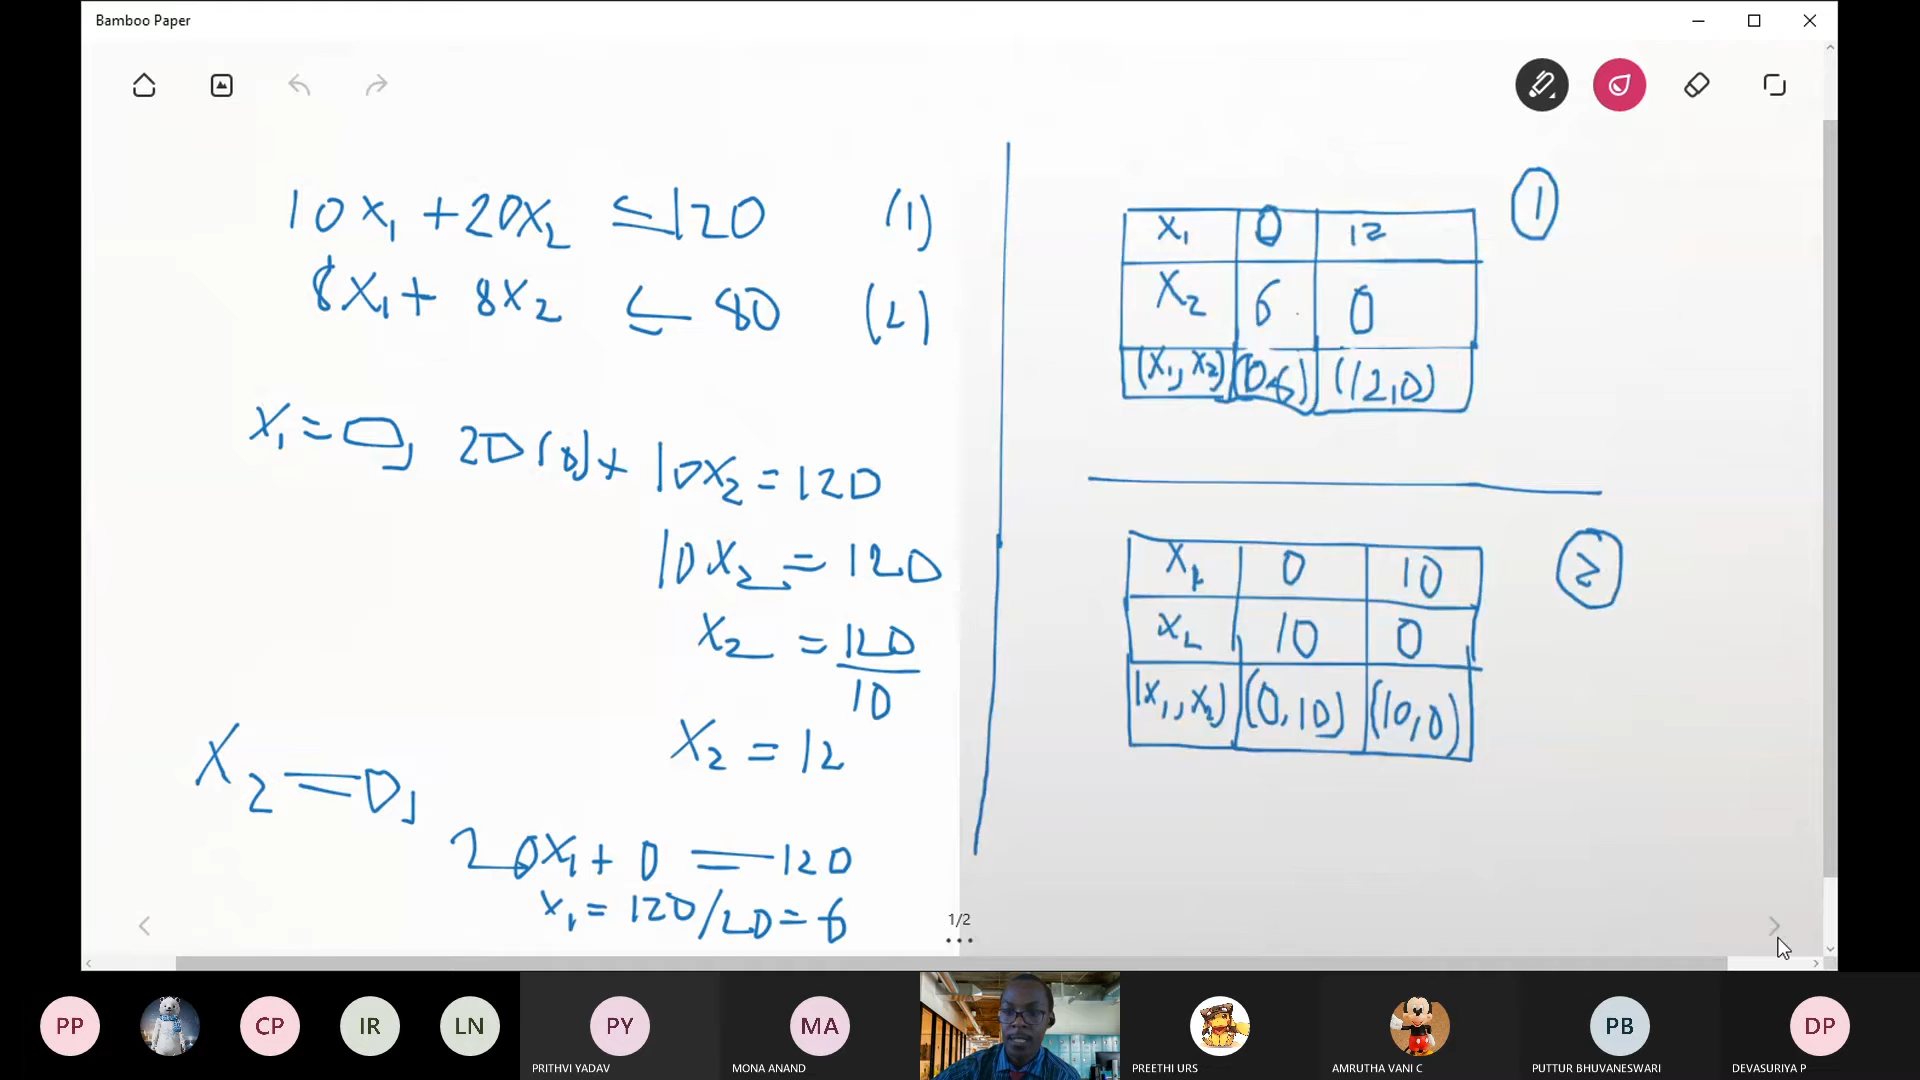 Bamboo Paper
10x₁ + 20x₂ ≤ 120 (1)
8x₁ + 8x₂ ≤ 80 (2)
x₁ = 0, 20(0) + 10x₂ = 120
10x₂ = 120
x₂ = 120
10
x₂ = 12
x₂ = 0,
20x₁ + 0 = 120
x₁ = 120/20 = 6
1
x₁ 0 12
x₂ 6 0
(x₁, x₂) (0,6) (12,0)
2
x₁ 0 10
x₂ 10 0
(x₁, x₂) (0,10) (10,0)
1/2
PP CP IR LN PY MA PB DP
PRITHVI YADAV MONA ANAND PREETHI URS AMRUTHA VANI C PUTTUR BHUVANESWARI DEVASURIYA P